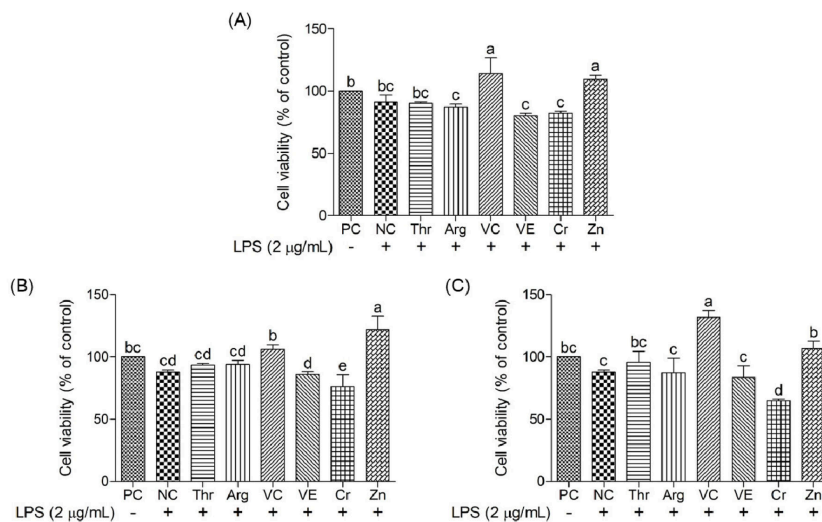 (A)
Cell viability (% of control)
150
100
50
0
b
bc
bc
c
a
c
c
a
PC NC Thr Arg VC VE Cr Zn
LPS (2 μg/mL) - + + + + + + +
(B)
Cell viability (% of control)
150
100
50
0
bc
cd
cd
cd
b
d
e
a
PC NC Thr Arg VC VE Cr Zn
LPS (2 μg/mL) - + + + + + + +
(C)
Cell viability (% of control)
150
100
50
0
bc
c
bc
c
a
c
d
b
PC NC Thr Arg VC VE Cr Zn
LPS (2 μg/mL) - + + + + + + +